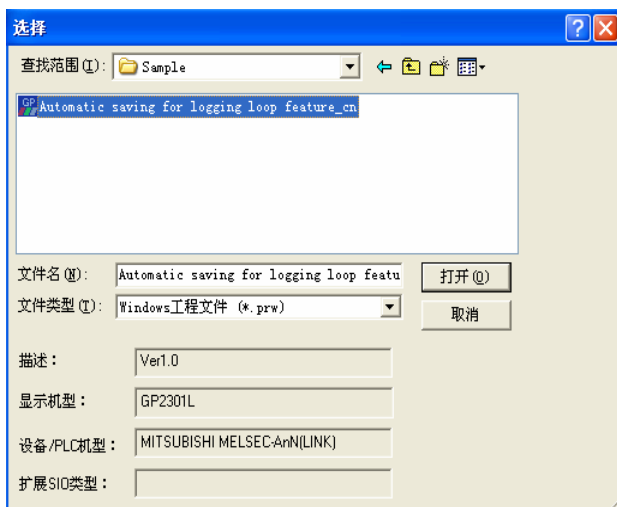 选择
查找范围(I): Sample
GP Automatic saving for logging loop feature_cn
文件名(N): Automatic saving for logging loop featu 打开(O)
文件类型(T): Windows工程文件 (*.prw) 取消
描述： Ver1.0
显示机型： GP2301L
设备/PLC机型： MITSUBISHI MELSEC-AnN(LINK)
扩展SIO类型：